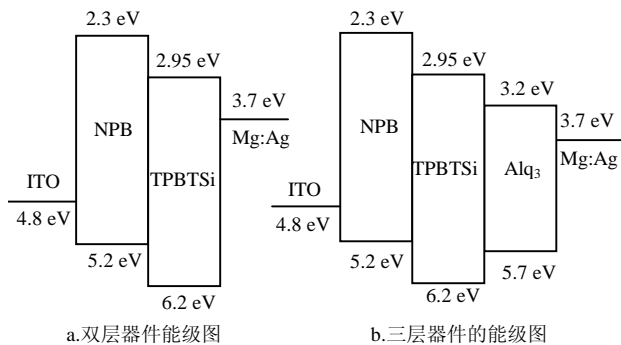 2.3 eV
2.95 eV
3.7 eV
NPB
Mg:Ag
TPBTSi
ITO
4.8 eV
5.2 eV
6.2 eV
a.双层器件能级图
2.3 eV
2.95 eV
3.2 eV
3.7 eV
NPB
Mg:Ag
TPBTSi
Alq₃
ITO
4.8 eV
5.2 eV
5.7 eV
6.2 eV
b.三层器件的能级图